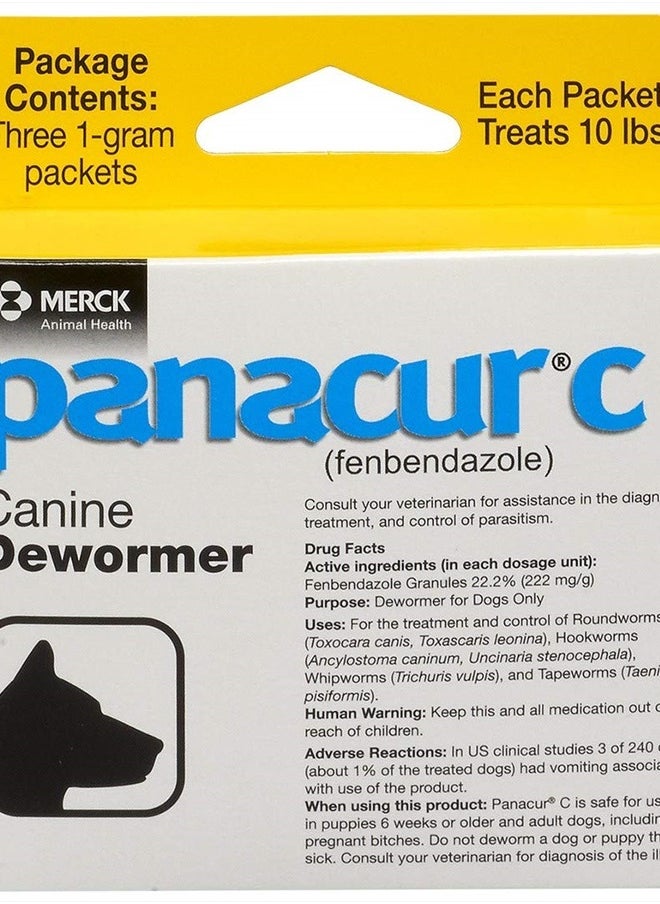 Package
Contents:
Three 1-gram
packets
Each Packet
Treats 10 lbs
MERCK
Animal Health
panacur® c
(fenbendazole)
Canine
Dewormer
Consult your veterinarian for assistance in the diagn
treatment, and control of parasitism.
Drug Facts
Active ingredients (in each dosage unit):
Fenbendazole Granules 22.2% (222 mg/g)
Purpose: Dewormer for Dogs Only
Uses: For the treatment and control of Roundworms
(Toxocara canis, Toxascaris leonina), Hookworms
(Ancylostoma caninum, Uncinaria stenocephala),
Whipworms (Trichuris vulpis), and Tapeworms (Taeni
pisiformis).
Human Warning: Keep this and all medication out o
reach of children.
Adverse Reactions: In US clinical studies 3 of 240
(about 1% of the treated dogs) had vomiting associa
with use of the product.
When using this product: Panacur® C is safe for us
in puppies 6 weeks or older and adult dogs, includin
pregnant bitches. Do not deworm a dog or puppy th
sick. Consult your veterinarian for diagnosis of the ill